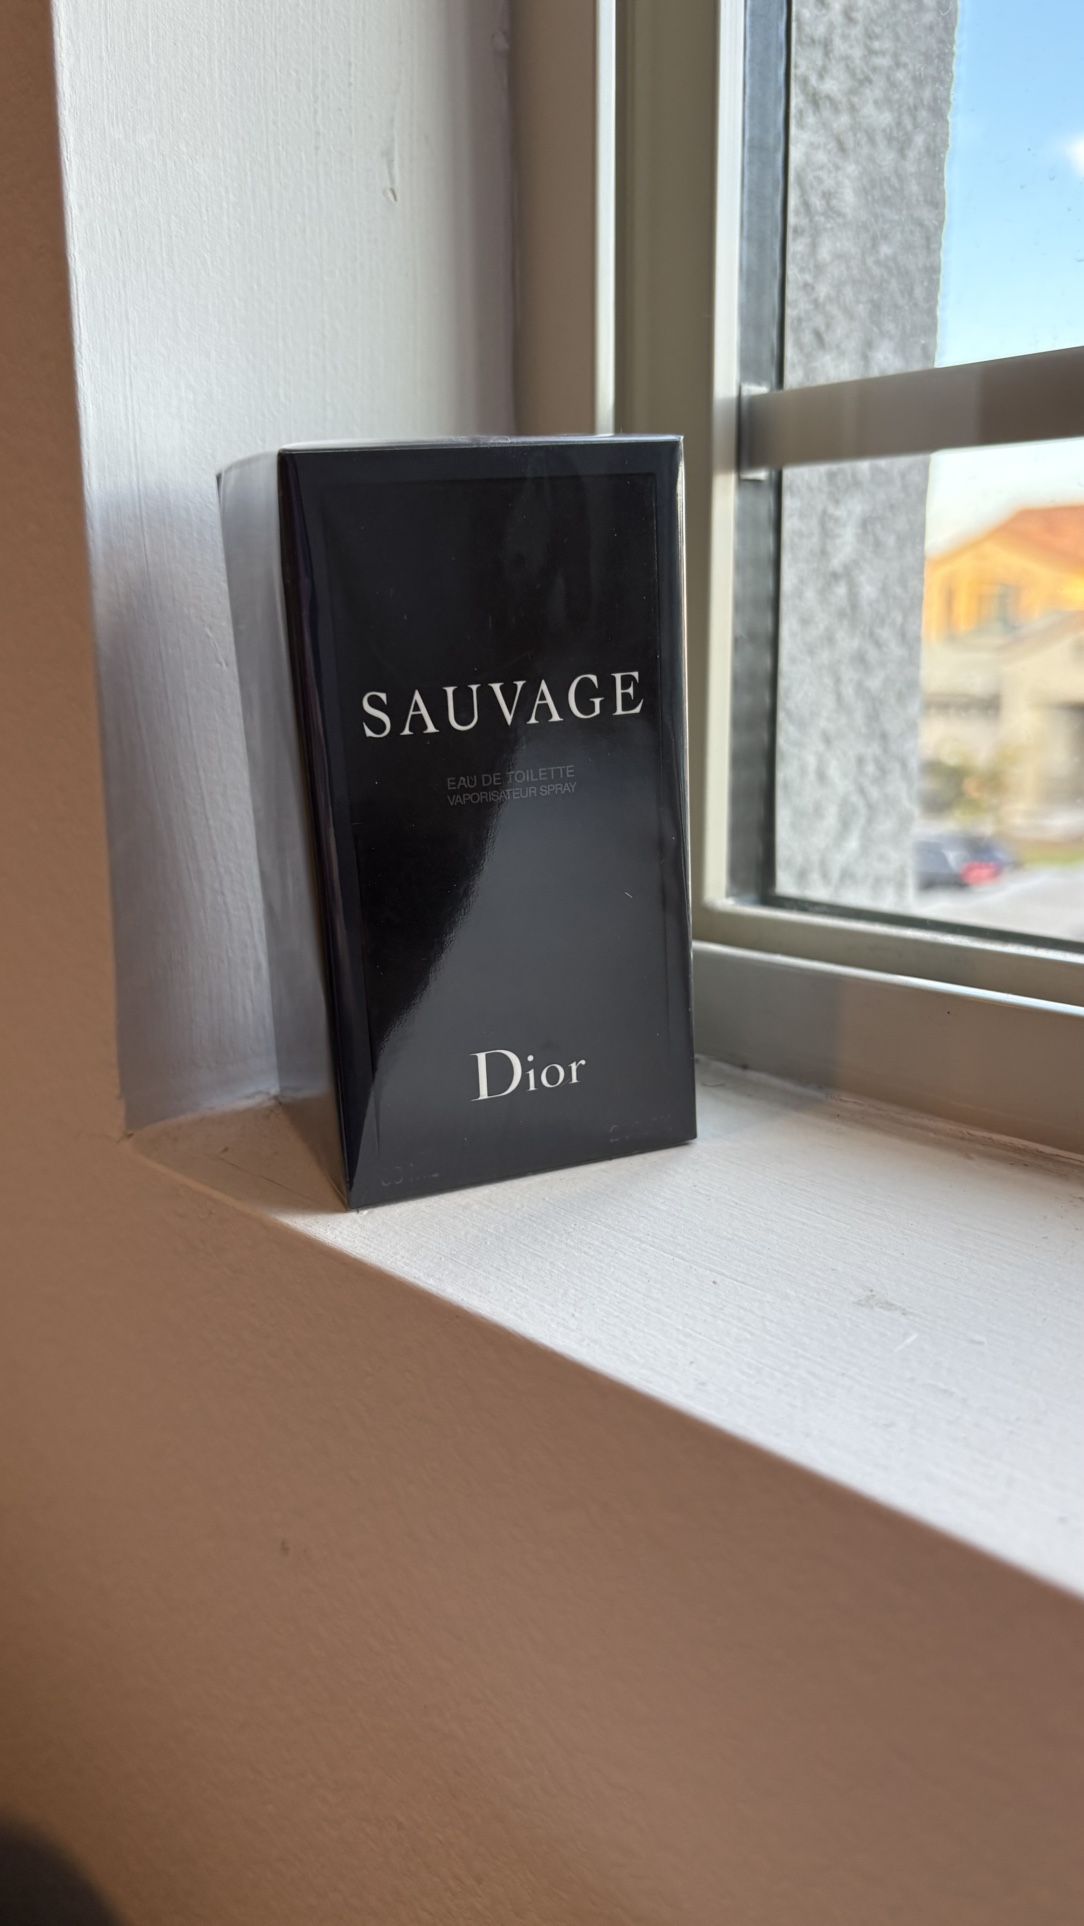 SAUVAGE
EAU DE TOILETTE
VAPORISATEUR SPRAY
Dior